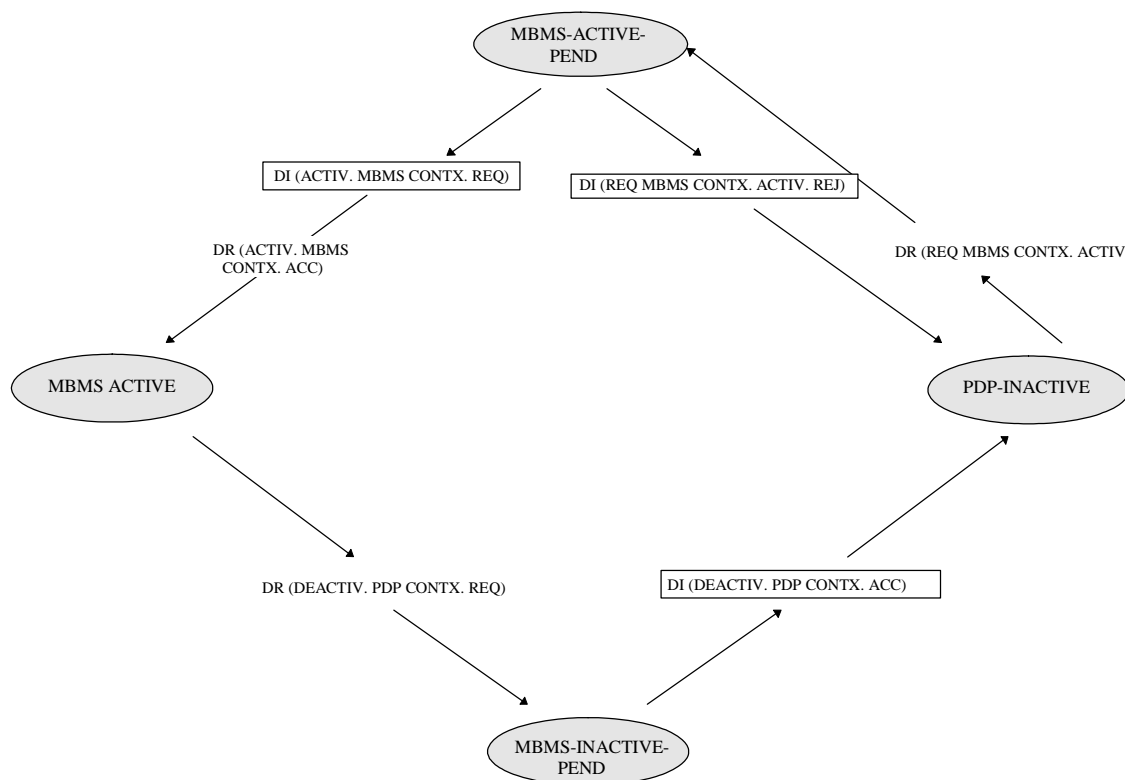 MBMS-ACTIVE-
PEND
DI (ACTIV. MBMS CONTX. REQ)
DI (REQ MBMS CONTX. ACTIV. REJ)
DR (ACTIV. MBMS
CONTX. ACC)
DR (REQ MBMS CONTX. ACTIV
MBMS ACTIVE
PDP-INACTIVE
DR (DEACTIV. PDP CONTX. REQ)
DI (DEACTIV. PDP CONTX. ACC)
MBMS-INACTIVE-
PEND